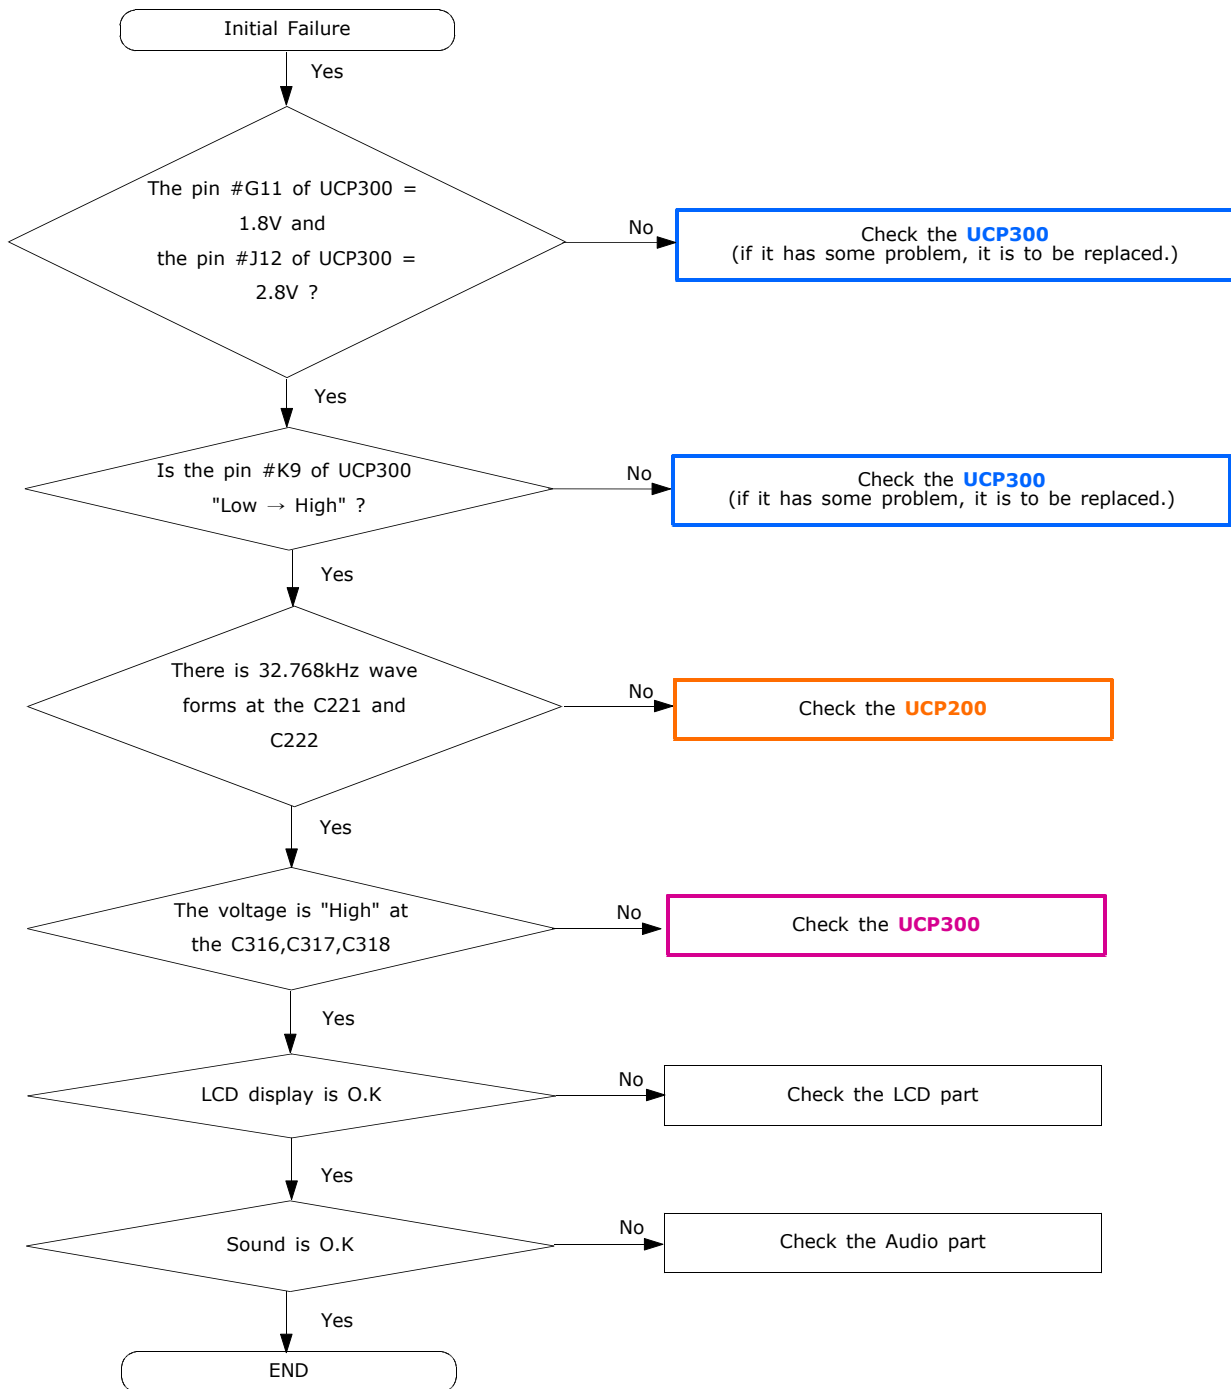 Initial Failure
Yes
The pin #G11 of UCP300 =
1.8V and
the pin #J12 of UCP300 =
2.8V ?
No
Check the UCP300
(if it has some problem, it is to be replaced.)
Yes
Is the pin #K9 of UCP300
"Low → High" ?
No
Check the UCP300
(if it has some problem, it is to be replaced.)
Yes
There is 32.768kHz wave
forms at the C221 and
C222
No
Check the UCP200
Yes
The voltage is "High" at
the C316,C317,C318
No
Check the UCP300
Yes
LCD display is O.K
No
Check the LCD part
Yes
Sound is O.K
No
Check the Audio part
Yes
END